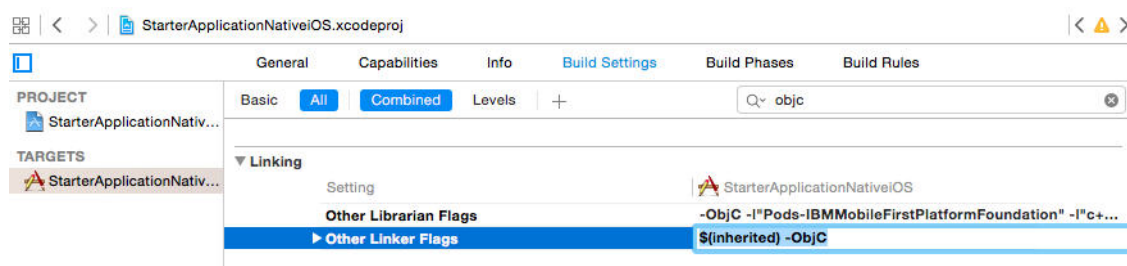 StarterApplicationNativeiOS.xcodeproj
General Capabilities Info Build Settings Build Phases Build Rules
PROJECT
Basic All Combined Levels + objc
StarterApplicationNativ...
TARGETS
StarterApplicationNativ...
Linking
Setting StarterApplicationNativeiOS
Other Librarian Flags -ObjC -l"Pods-IBMMobileFirstPlatformFoundation" -l"c+...
Other Linker Flags $(inherited) -ObjC